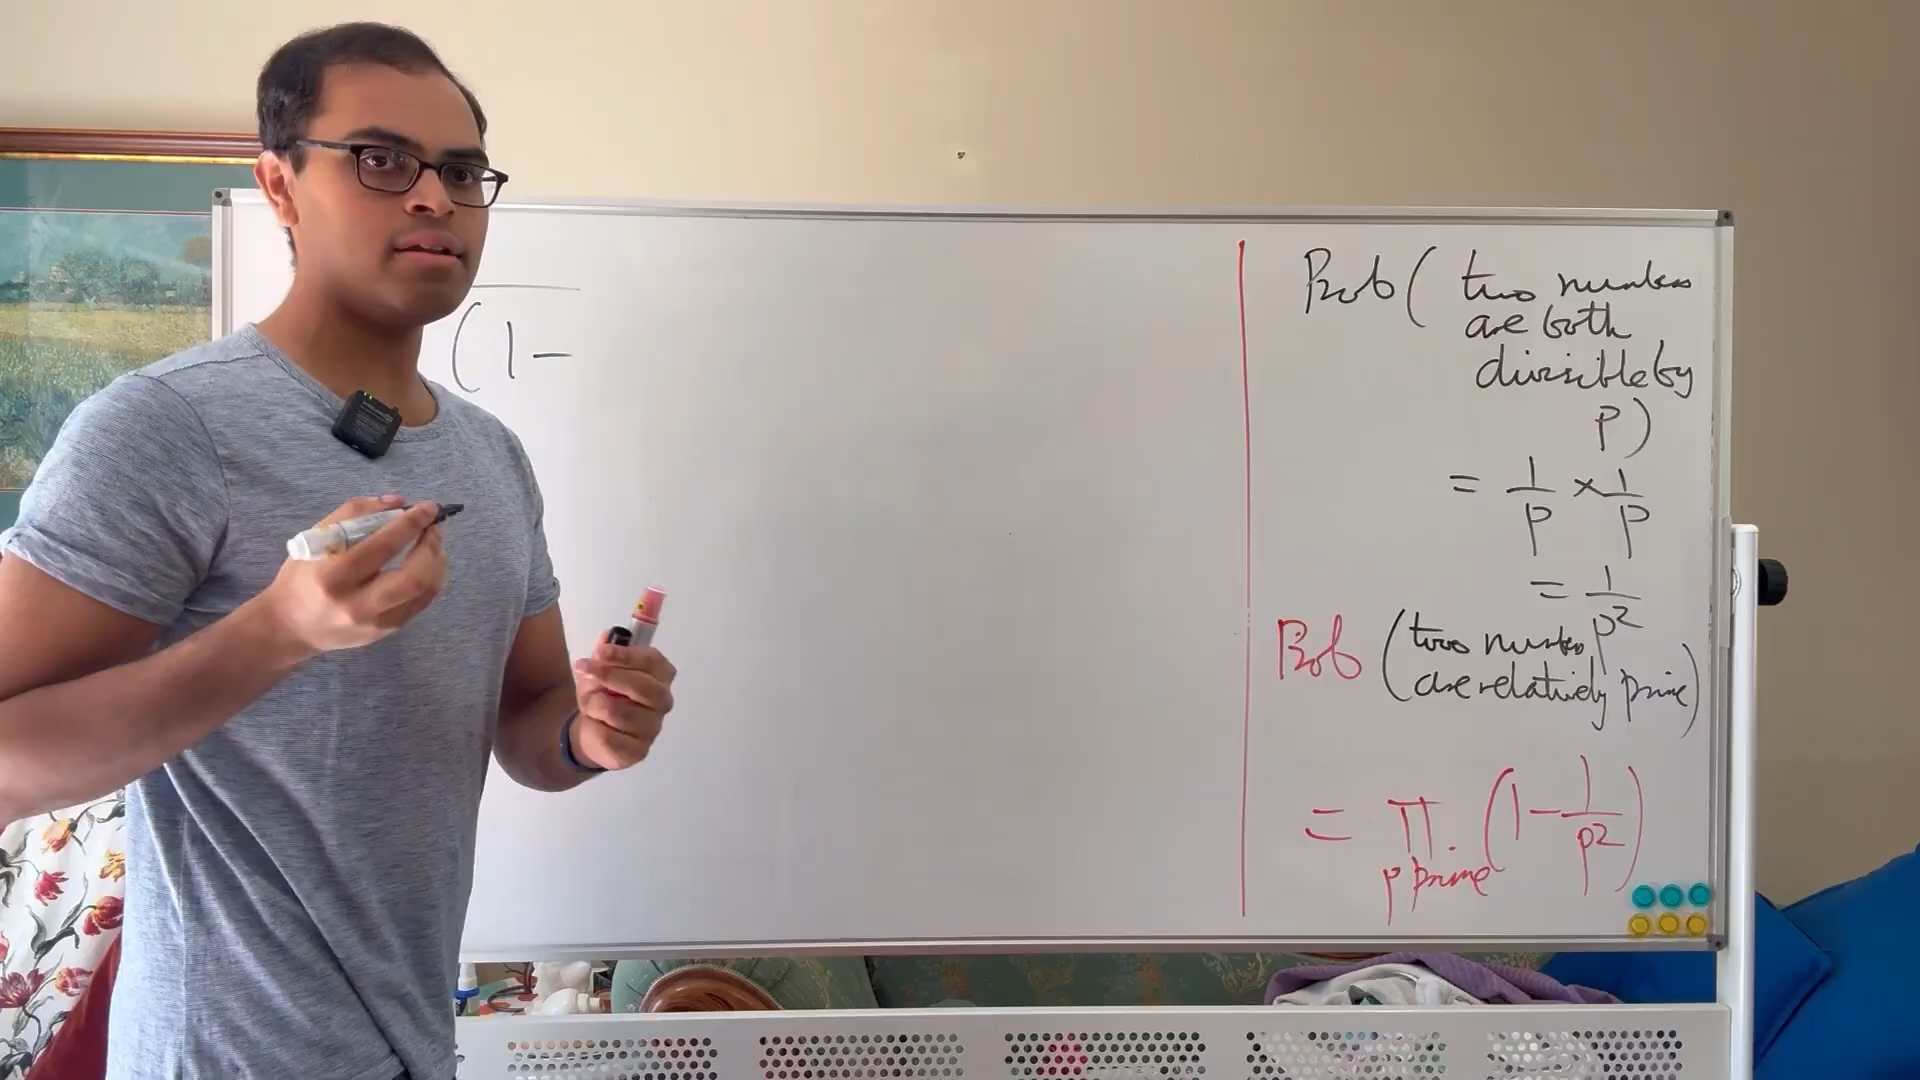 (1 -
Prob ( two numbers
are both
divisible by
p)
= 1/p × 1/p
= 1/p²
Prob (two numbers
are relatively prime)
= ∏ (1 - 1/p²)
p prime